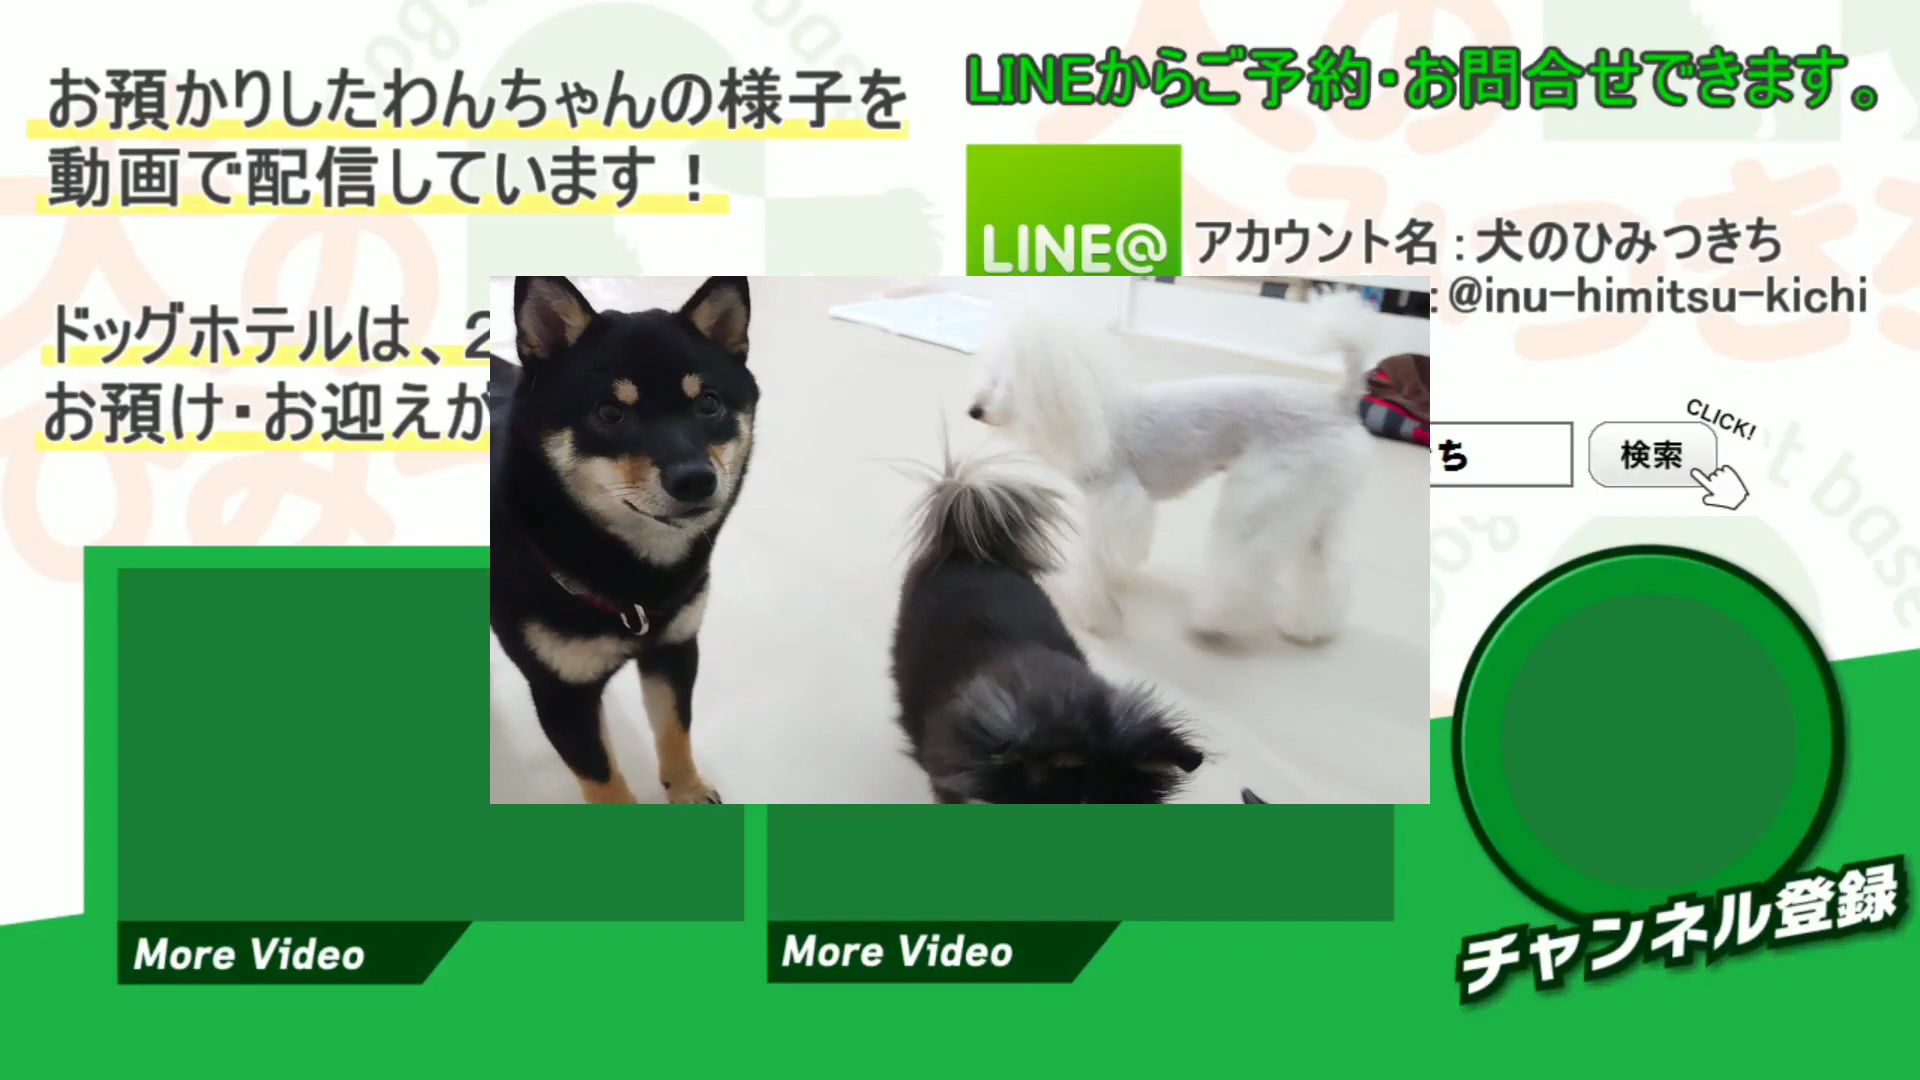 お預かりしたわんちゃんの様子を
動画で配信しています！
ドッグホテルは、2
お預け・お迎えが
LINEからご予約・お問合せできます。
LINE@
アカウント名：犬のひみつきち
：@inu-himitsu-kichi
ち
検索
CLICK!
More Video
More Video
チャンネル登録